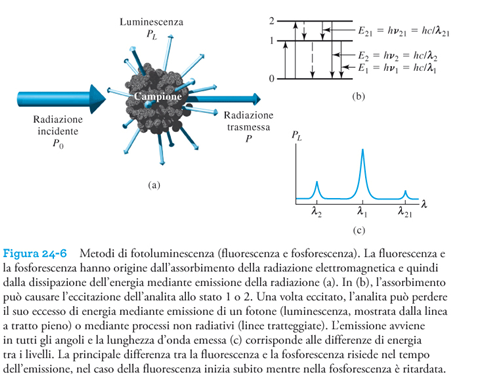 Luminescenza
P_L
Campione
Radiazione
incidente
P_0
Radiazione
trasmessa
P
(a)
2
1
0
E_21 = hν_21 = hc/λ_21
E_2 = hν_2 = hc/λ_2
E_1 = hν_1 = hc/λ_1
(b)
P_L
λ_2 λ_1 λ_21 λ
(c)
Figura 24-6 Metodi di fotoluminescenza (fluorescenza e fosforescenza). La fluorescenza e
la fosforescenza hanno origine dall'assorbimento della radiazione elettromagnetica e quindi
dalla dissipazione dell'energia mediante emissione della radiazione (a). In (b), l'assorbimento
può causare l'eccitazione dell'analita allo stato 1 o 2. Una volta eccitato, l'analita può perdere
il suo eccesso di energia mediante emissione di un fotone (luminescenza, mostrata dalla linea
a tratto pieno) o mediante processi non radiativi (linee tratteggiate). L'emissione avviene
in tutti gli angoli e la lunghezza d'onda emessa (c) corrisponde alle differenze di energia
tra i livelli. La principale differenza tra la fluorescenza e la fosforescenza risiede nel tempo
dell'emissione, nel caso della fluorescenza inizia subito mentre nella fosforescenza è ritardata.